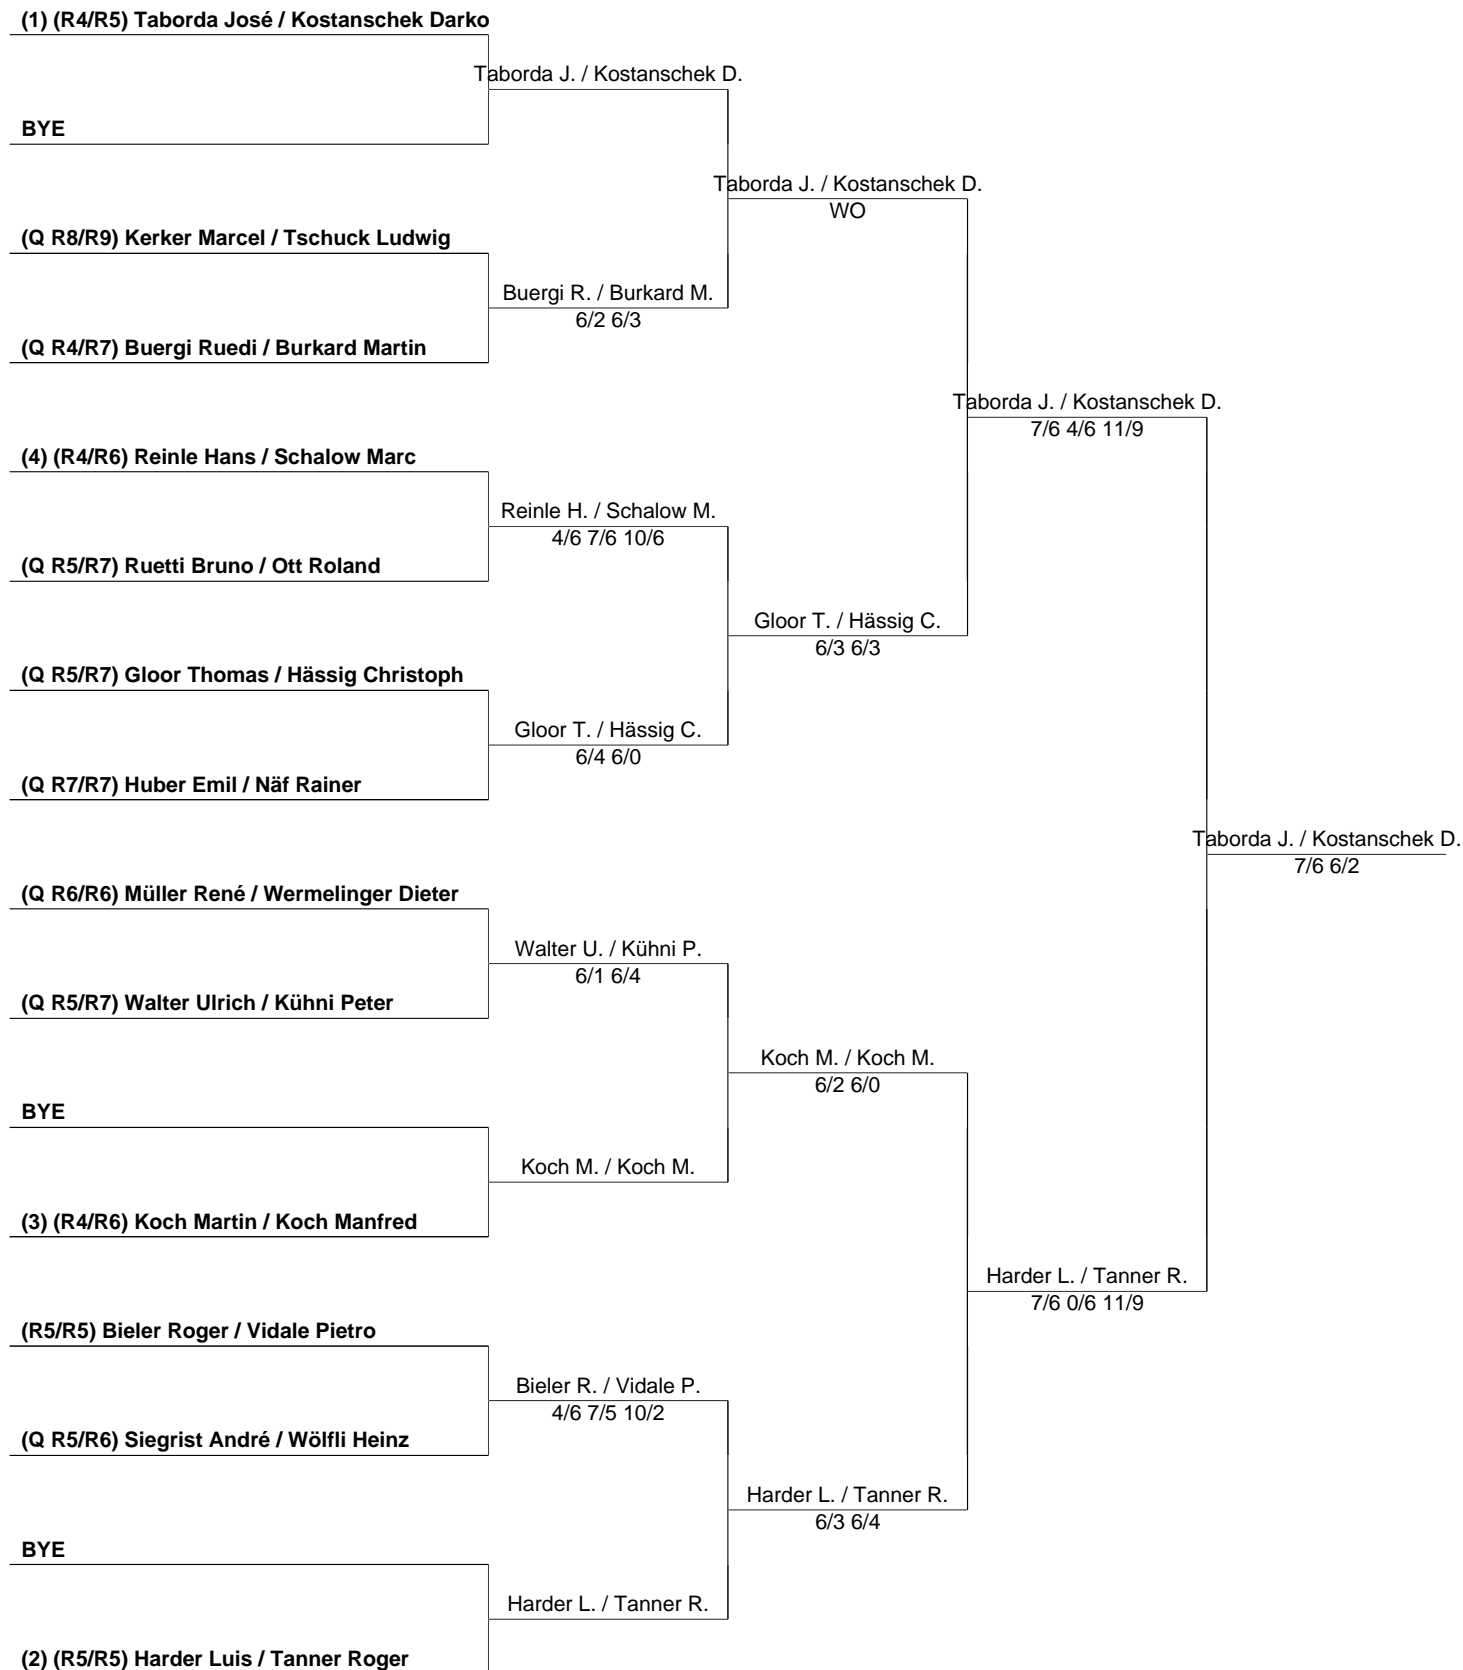 (1) (R4/R5) Taborda José / Kostanschek Darko
Taborda J. / Kostanschek D.
BYE
Taborda J. / Kostanschek D.
WO
(Q R8/R9) Kerker Marcel / Tschuck Ludwig
Buergi R. / Burkard M.
6/2 6/3
(Q R4/R7) Buergi Ruedi / Burkard Martin
Taborda J. / Kostanschek D.
7/6 4/6 11/9
(4) (R4/R6) Reinle Hans / Schalow Marc
Reinle H. / Schalow M.
4/6 7/6 10/6
(Q R5/R7) Ruetti Bruno / Ott Roland
Gloor T. / Hässig C.
6/3 6/3
(Q R5/R7) Gloor Thomas / Hässig Christoph
Gloor T. / Hässig C.
6/4 6/0
(Q R7/R7) Huber Emil / Näf Rainer
Taborda J. / Kostanschek D.
7/6 6/2
(Q R6/R6) Müller René / Wermelinger Dieter
Walter U. / Kühni P.
6/1 6/4
(Q R5/R7) Walter Ulrich / Kühni Peter
Koch M. / Koch M.
6/2 6/0
BYE
Koch M. / Koch M.
(3) (R4/R6) Koch Martin / Koch Manfred
Harder L. / Tanner R.
7/6 0/6 11/9
(R5/R5) Bieler Roger / Vidale Pietro
Bieler R. / Vidale P.
4/6 7/5 10/2
(Q R5/R6) Siegrist André / Wölfli Heinz
Harder L. / Tanner R.
6/3 6/4
BYE
Harder L. / Tanner R.
(2) (R5/R5) Harder Luis / Tanner Roger